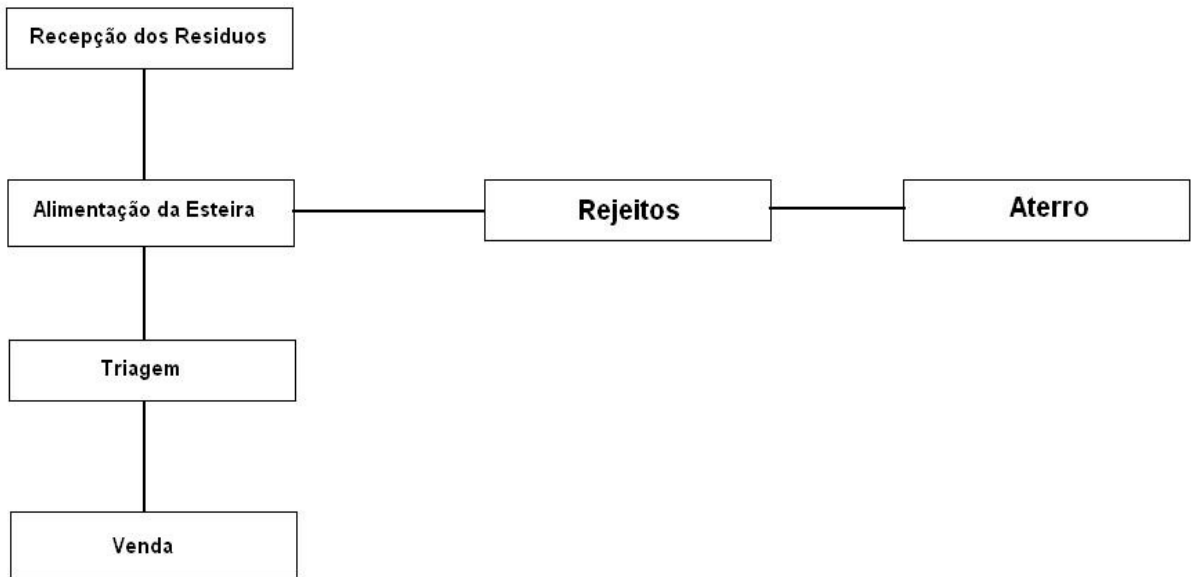 Recepção dos Residuos
Alimentação da Esteira
Rejeitos
Aterro
Triagem
Venda